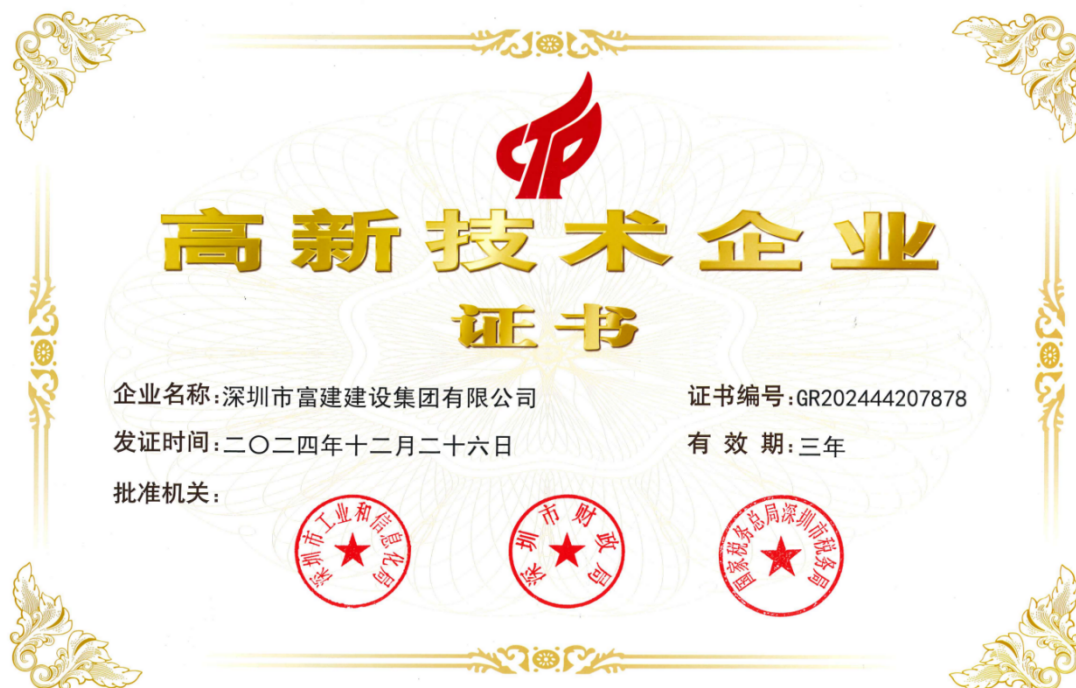 高新技术企业
证书
企业名称:深圳市富建建设集团有限公司
证书编号:GR202444207878
发证时间:二〇二四年十二月二十六日
有效期:三年
批准机关:
深圳市工业和信息化局
深圳市财政局
国家税务总局深圳市税务局